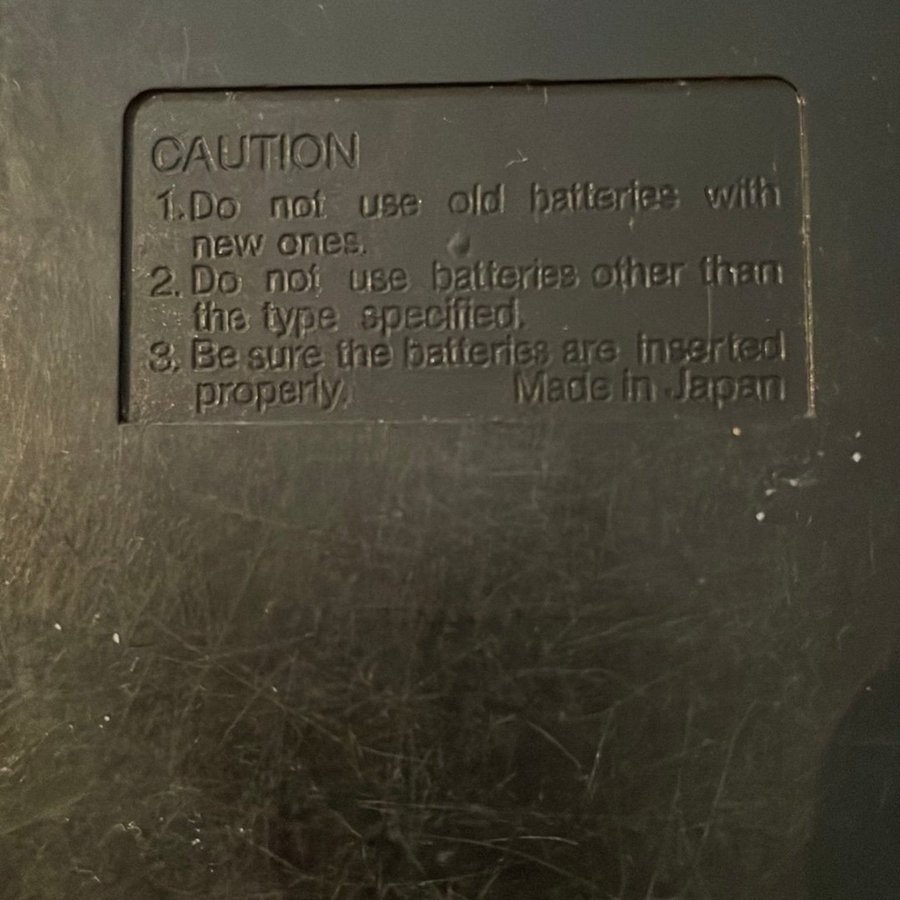 CAUTION
1. Do not use old batteries with
new ones.
2. Do not use batteries other than
the type specified.
3. Be sure the batteries are inserted
properly. Made in Japan